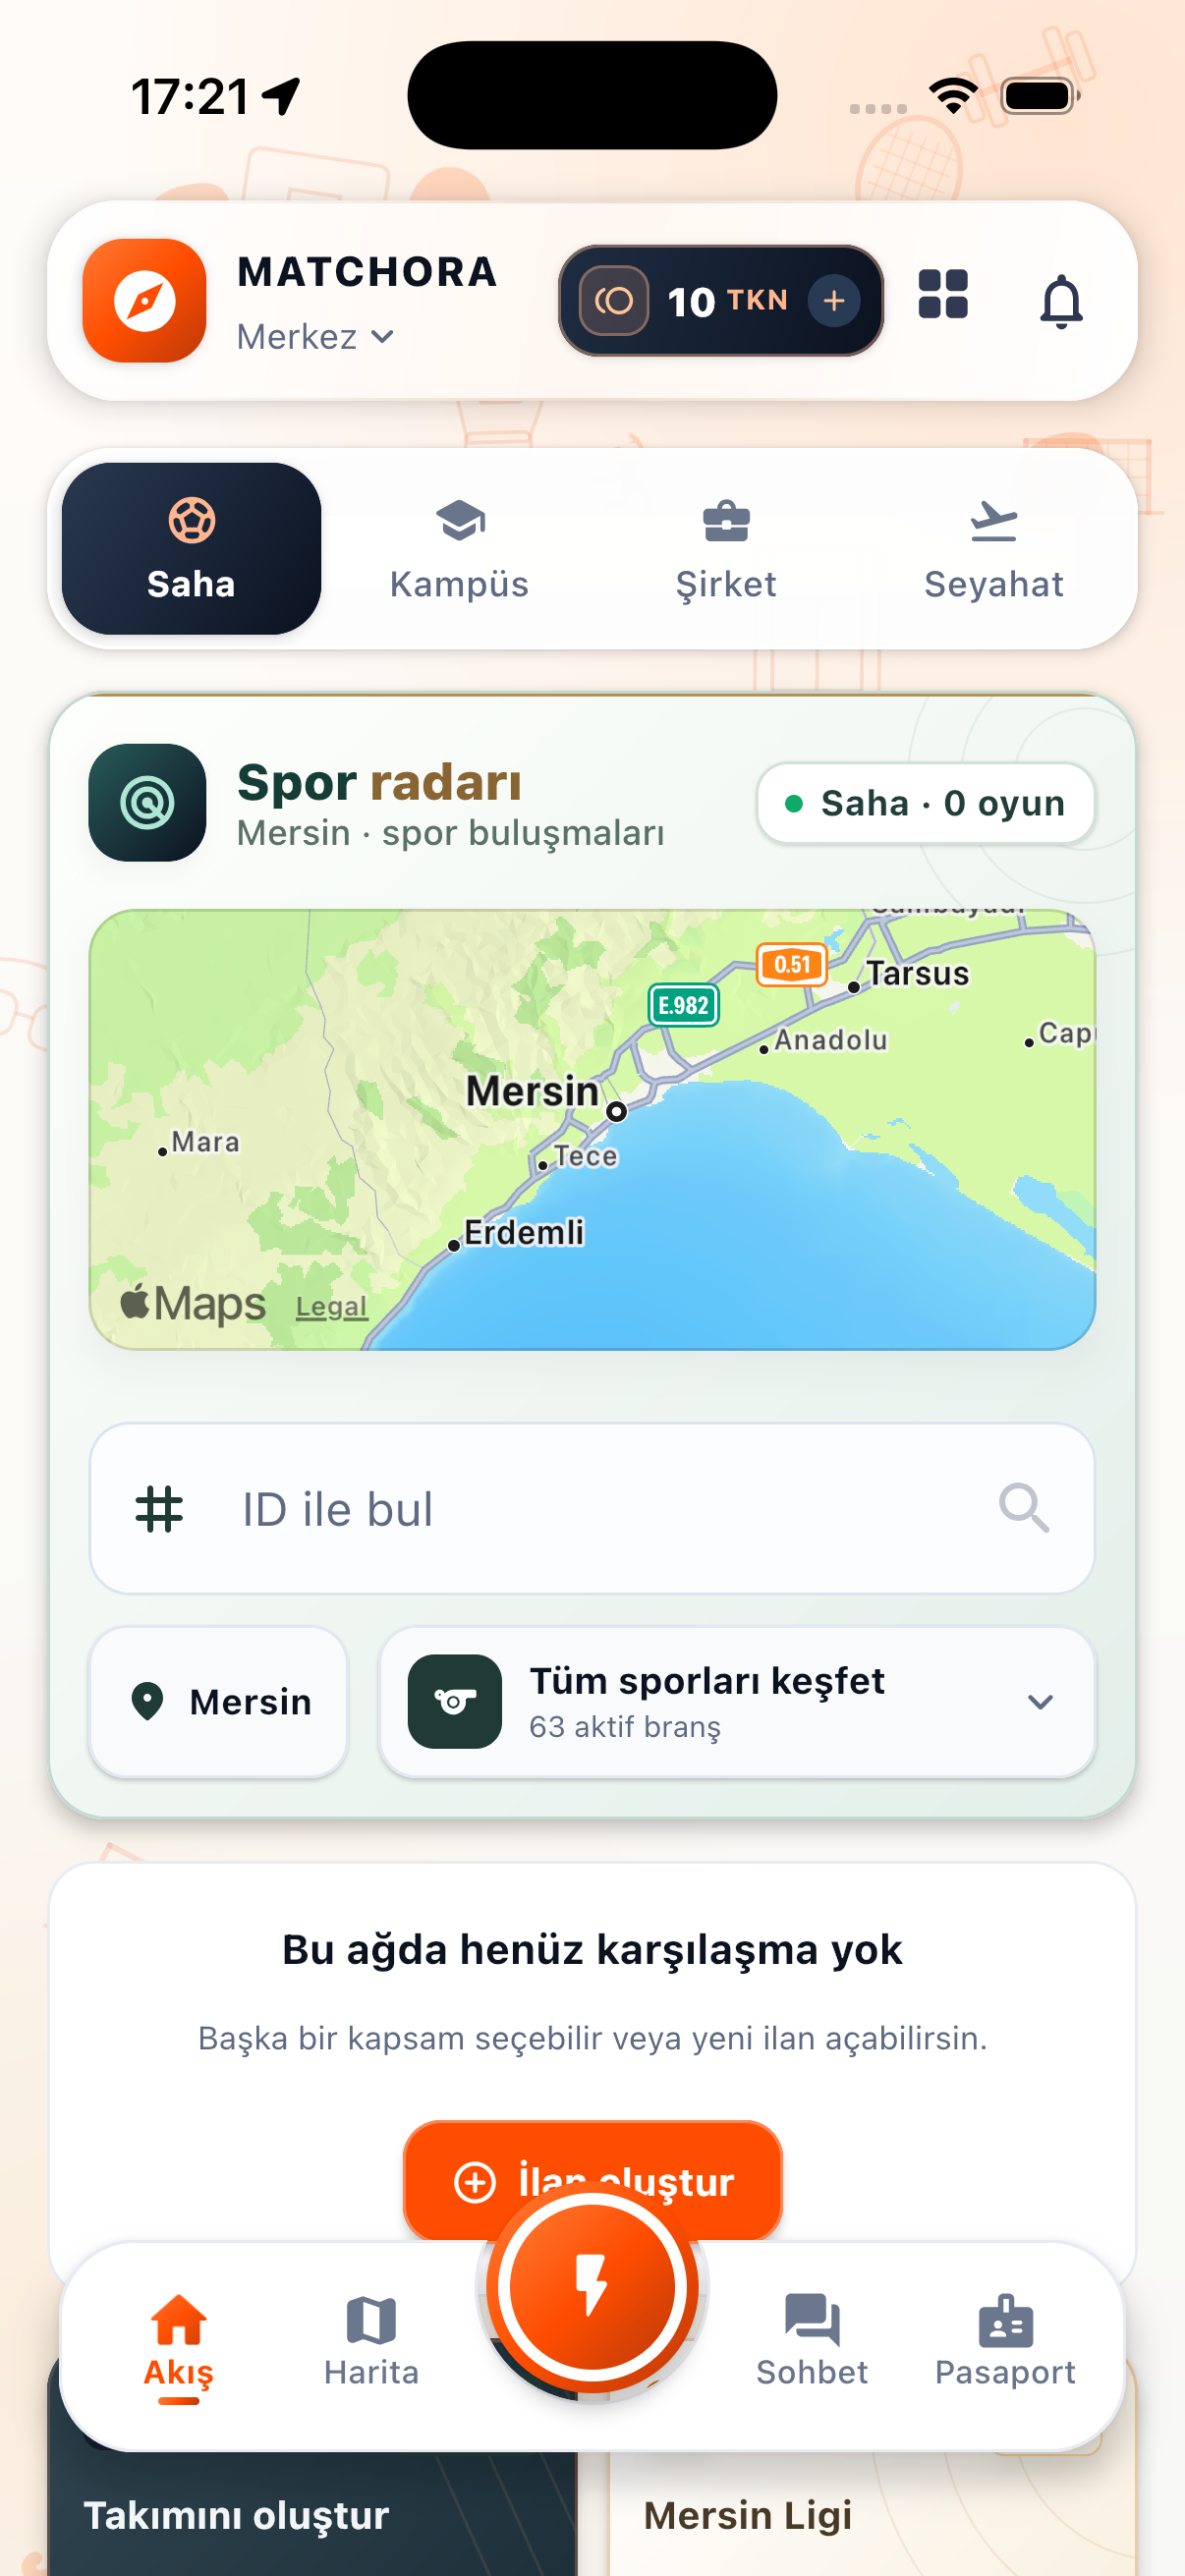 17:21
MATCHORA
Merkez
10 TKN
Saha
Kampüs
Şirket
Seyahat
Spor radarı
Mersin · spor buluşmaları
Saha · 0 oyun
0.51
Tarsus
E.982
Anadolu
Mersin
Mara
Tece
Erdemli
Maps
Legal
ID ile bul
Mersin
Tüm sporları keşfet
63 aktif branş
Bu ağda henüz karşılaşma yok
Başka bir kapsam seçebilir veya yeni ilan açabilirsin.
İlan oluştur
Akış
Harita
Sohbet
Pasaport
Takımını oluştur
Mersin Ligi